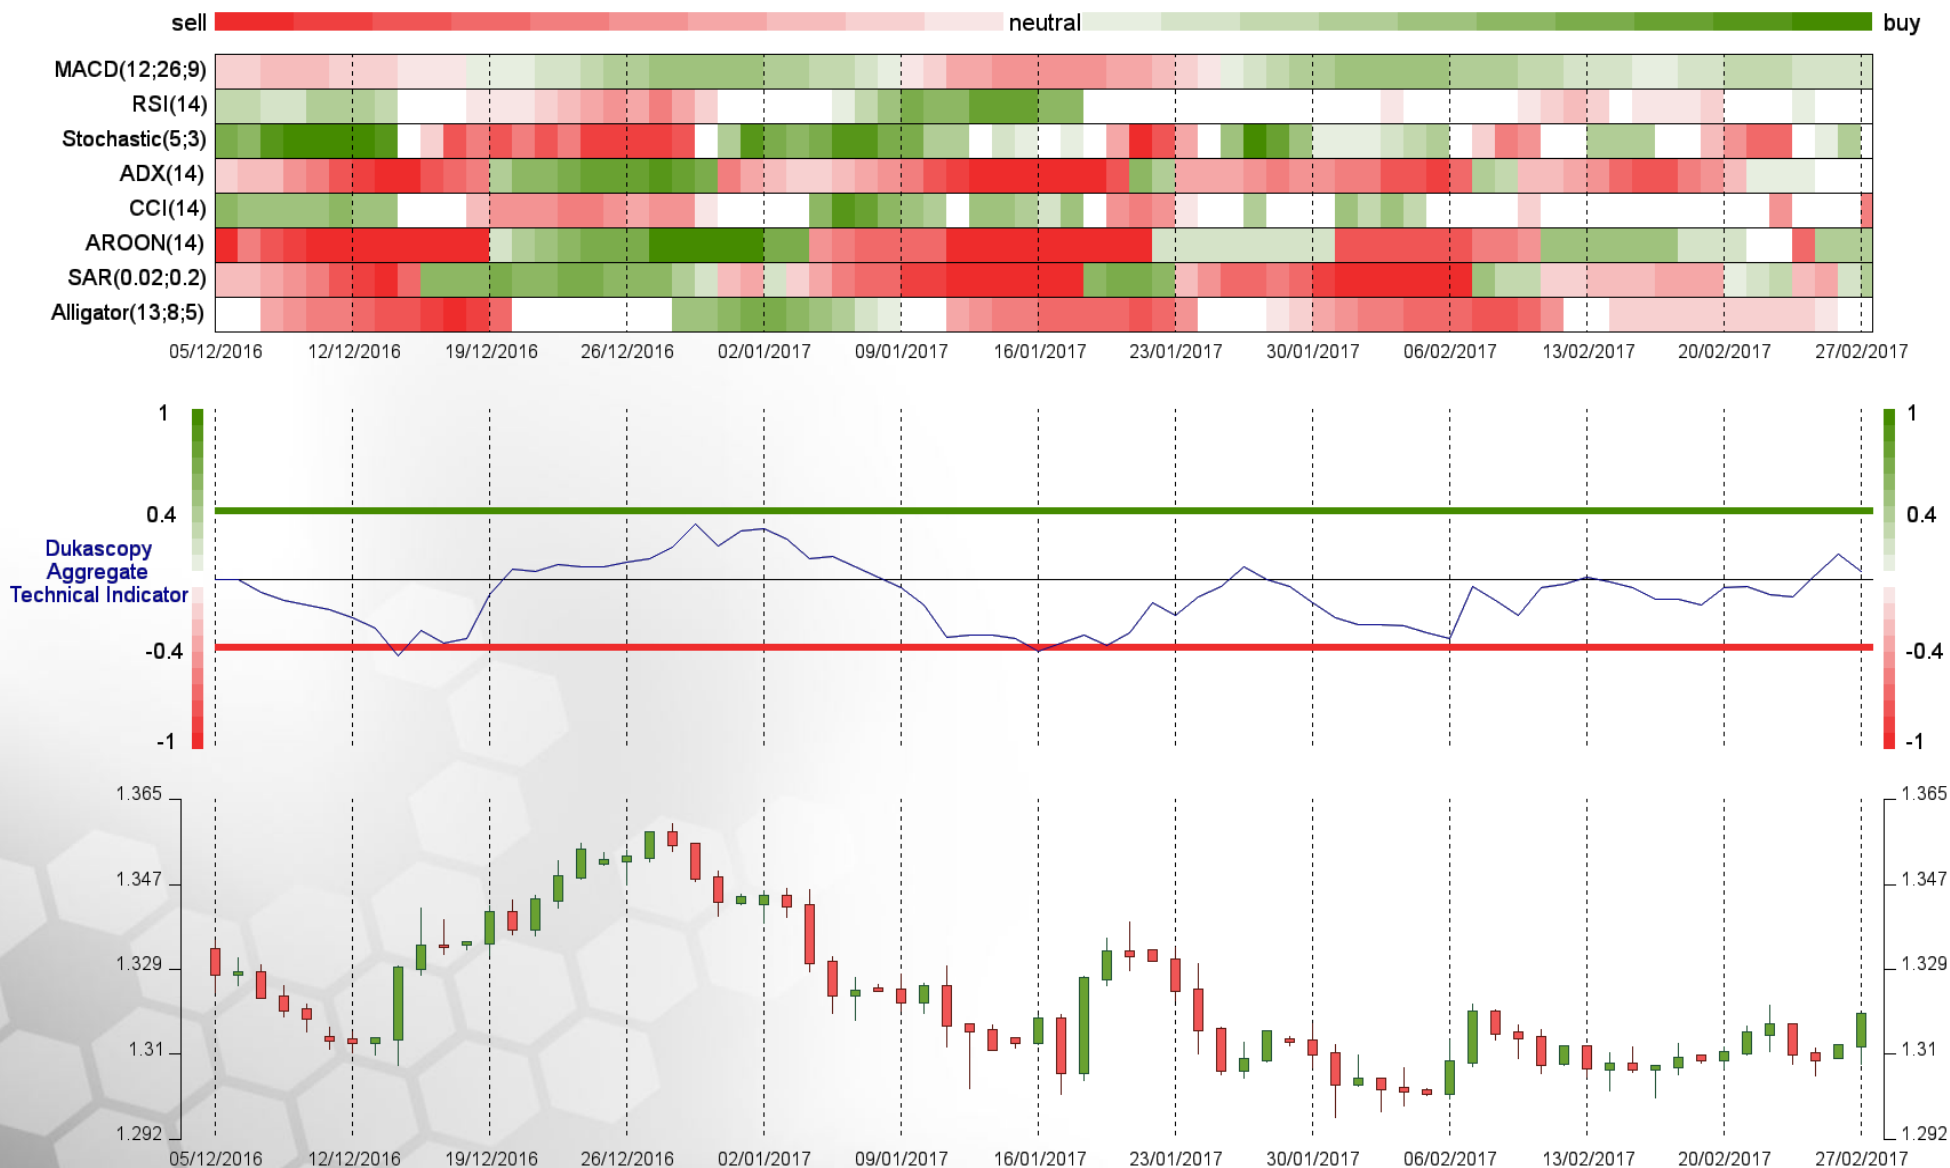 sell neutral buy
MACD(12;26;9)
RSI(14)
Stochastic(5;3)
ADX(14)
CCI(14)
AROON(14)
SAR(0.02;0.2)
Alligator(13;8;5)
05/12/2016 12/12/2016 19/12/2016 26/12/2016 02/01/2017 09/01/2017 16/01/2017 23/01/2017 30/01/2017 06/02/2017 13/02/2017 20/02/2017 27/02/2017
1 1
0.4 0.4
Dukascopy
Aggregate
Technical Indicator
-0.4 -0.4
-1 -1
1.365 1.365
1.347 1.347
1.329 1.329
1.31 1.31
1.292 1.292
05/12/2016 12/12/2016 19/12/2016 26/12/2016 02/01/2017 09/01/2017 16/01/2017 23/01/2017 30/01/2017 06/02/2017 13/02/2017 20/02/2017 27/02/2017